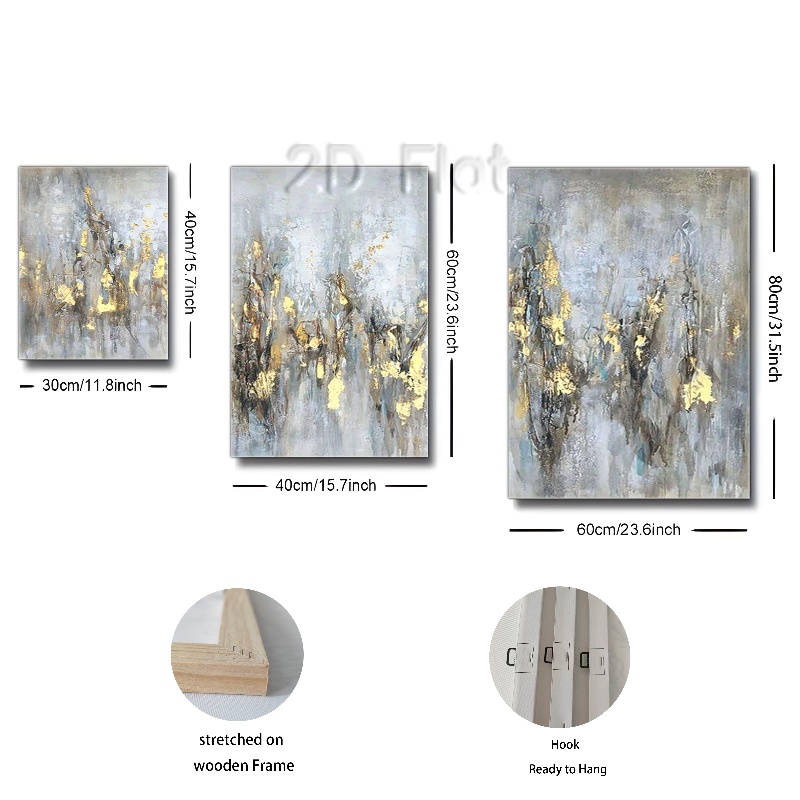 2D Flat
40cm/15.7inch
30cm/11.8inch
60cm/23.6inch
40cm/15.7inch
80cm/31.5inch
60cm/23.6inch
stretched on
wooden Frame
Hook
Ready to Hang